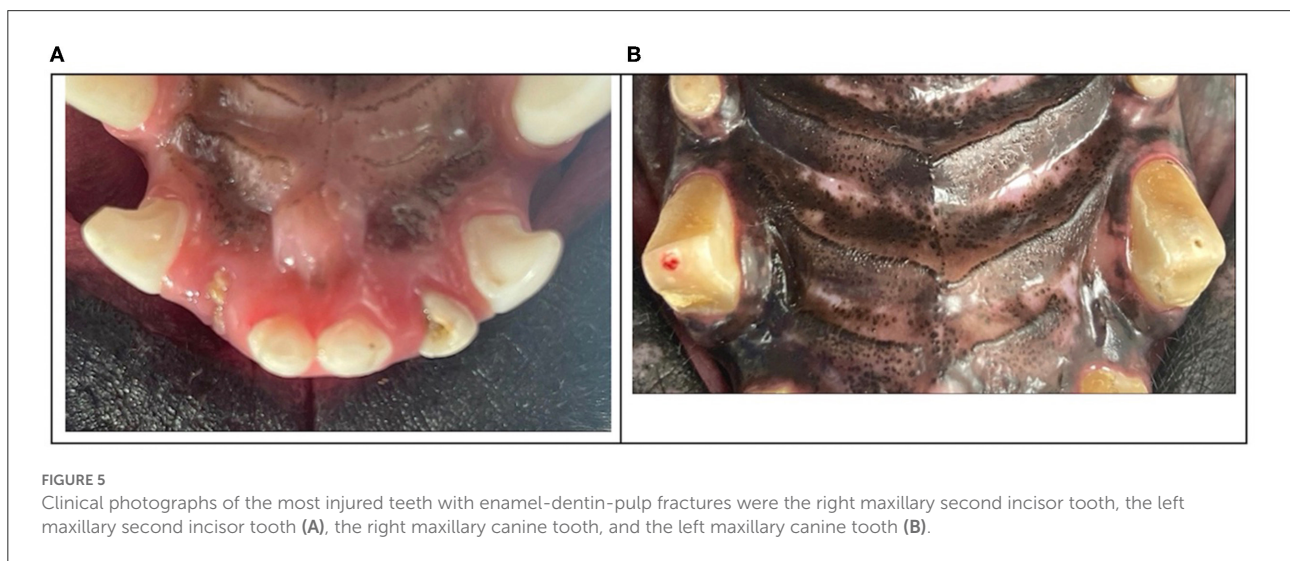 A
B
FIGURE 5
Clinical photographs of the most injured teeth with enamel-dentin-pulp fractures were the right maxillary second incisor tooth, the left
maxillary second incisor tooth (A), the right maxillary canine tooth, and the left maxillary canine tooth (B).